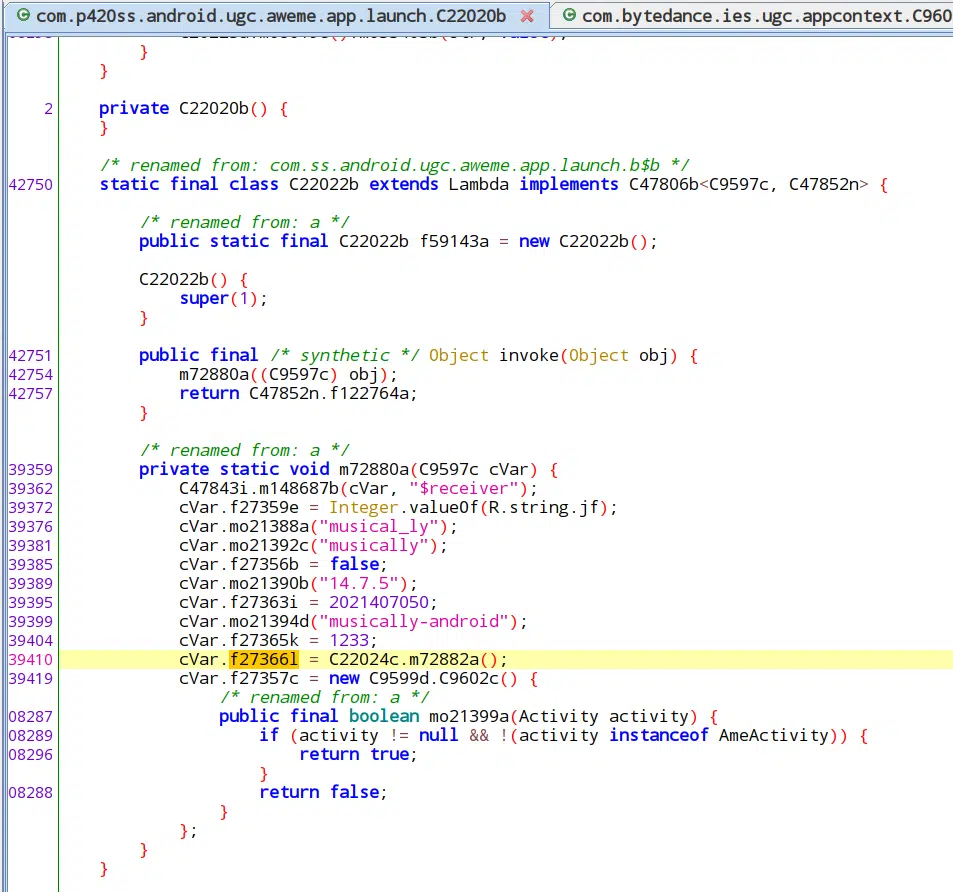 com.p420ss.android.ugc.aweme.app.launch.C22020b
com.bytedance.ies.ugc.appcontext.C960
}
}
2 private C22020b() {
}
/* renamed from: com.ss.android.ugc.aweme.app.launch.b$b */
42750 static final class C22022b extends Lambda implements C47806b<C9597c, C47852n> {
/* renamed from: a */
public static final C22022b f59143a = new C22022b();
C22022b() {
super(1);
}
42751 public final /* synthetic */ Object invoke(Object obj) {
42754 m72880a((C9597c) obj);
42757 return C47852n.f122764a;
}
/* renamed from: a */
39359 private static void m72880a(C9597c cVar) {
39362 C47843i.m148687b(cVar, "$receiver");
39372 cVar.f27359e = Integer.valueOf(R.string.jf);
39376 cVar.mo21388a("musical_ly");
39381 cVar.mo21392c("musically");
39385 cVar.f27356b = false;
39389 cVar.mo21390b("14.7.5");
39395 cVar.f27363i = 2021407050;
39399 cVar.mo21394d("musically-android");
39404 cVar.f27365k = 1233;
39410 cVar.f27366l = C22024c.m72882a();
39419 cVar.f27357c = new C9599d.C9602c() {
/* renamed from: a */
08287 public final boolean mo21399a(Activity activity) {
08289 if (activity != null && !(activity instanceof AmeActivity)) {
08296 return true;
}
08288 return false;
}
};
}
}